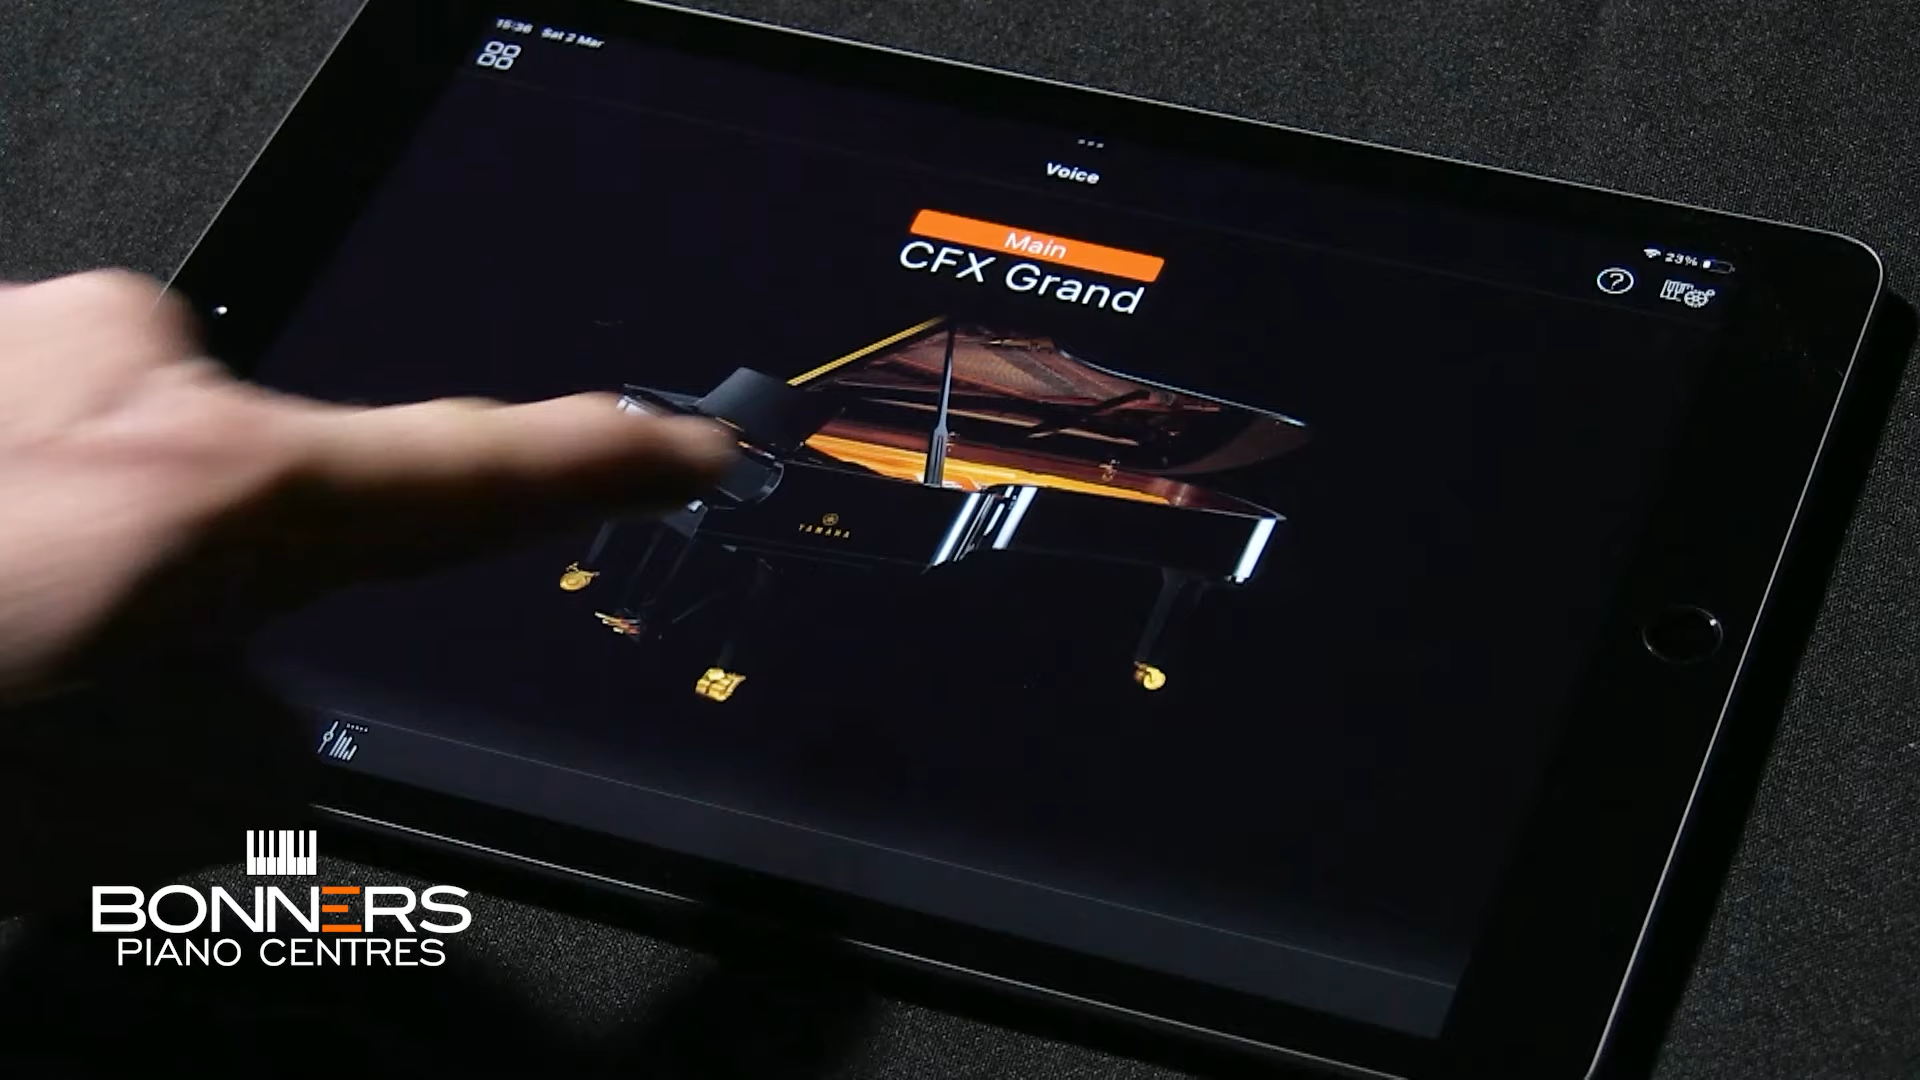 15:36 Sat 2 Mar
Voice
Main
CFX Grand
23%
?
YAMAHA
BONNERS
PIANO CENTRES